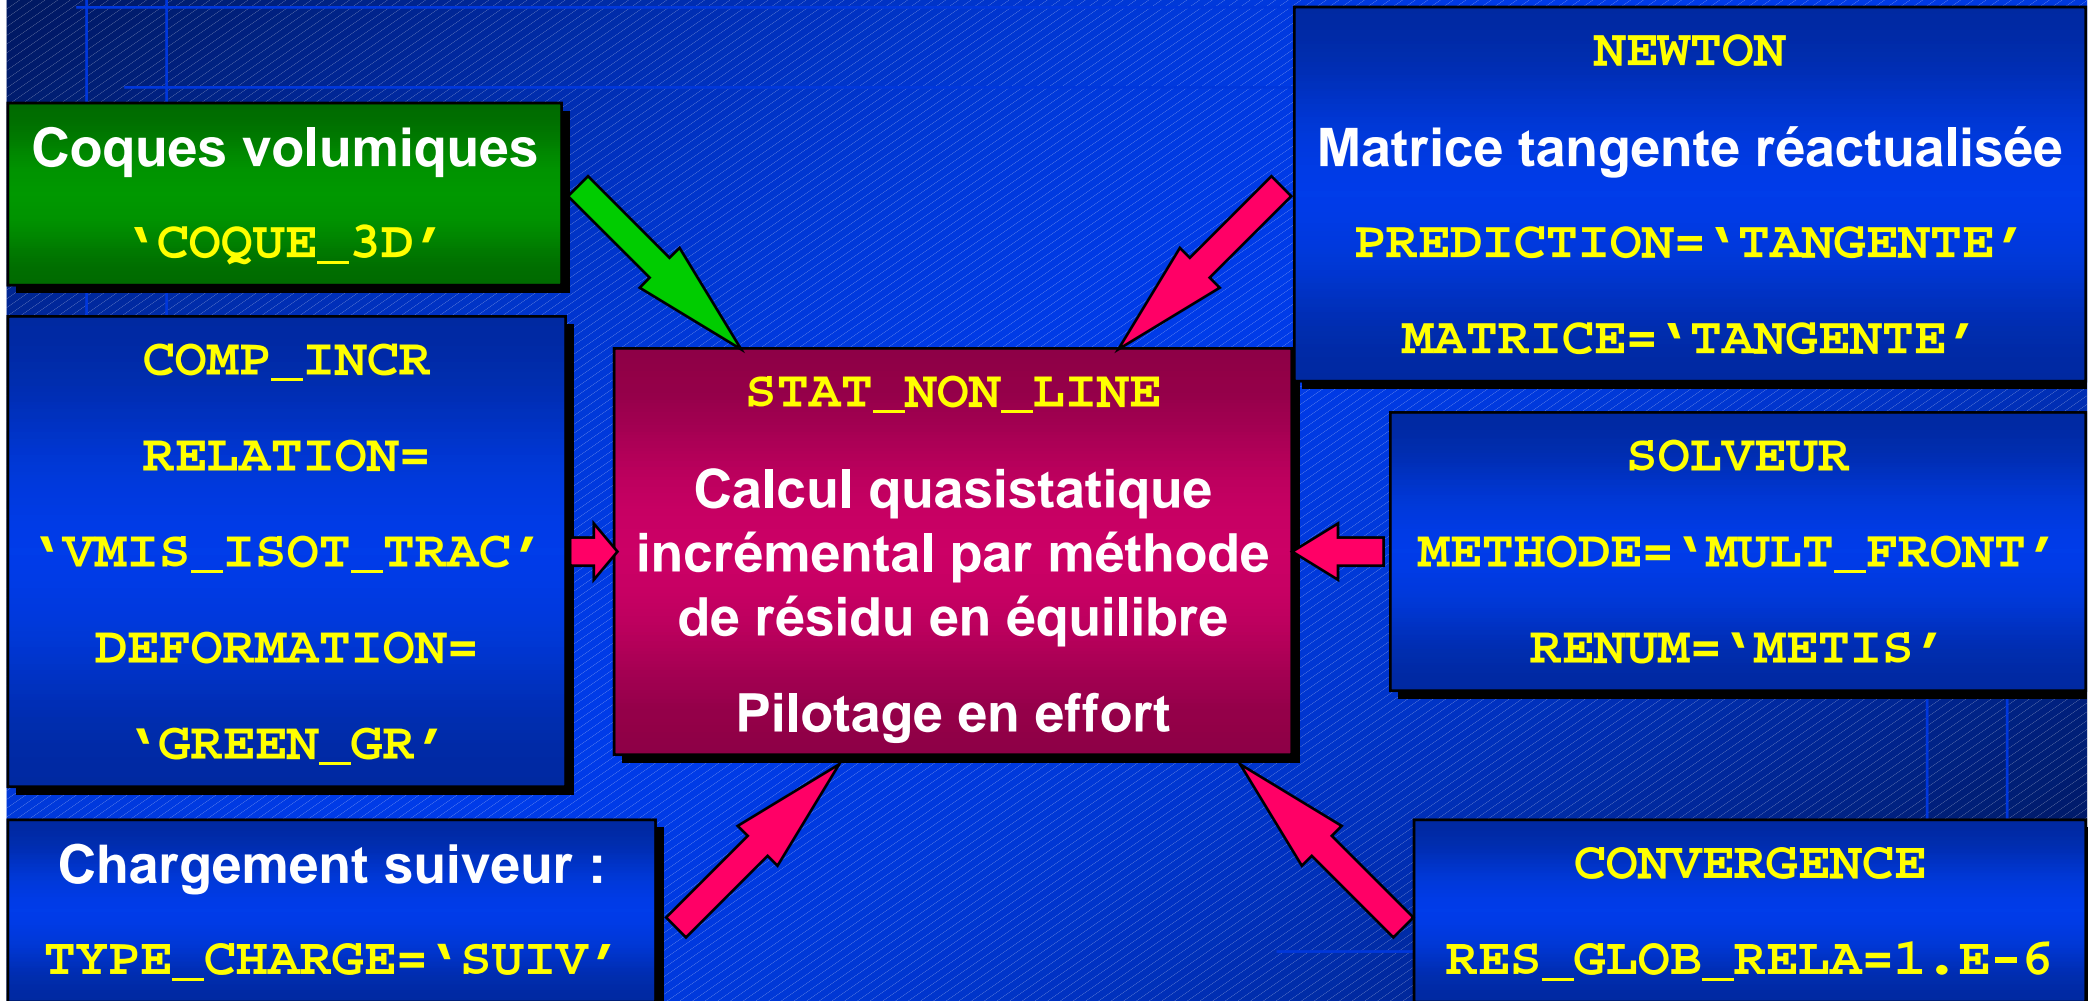 Coques volumiques
‘COQUE_3D’
COMP_INCR
RELATION=
‘VMIS_ISOT_TRAC’
DEFORMATION=
‘GREEN_GR’
Chargement suiveur :
TYPE_CHARGE=‘SUIV’
STAT_NON_LINE
Calcul quasistatique
incrémental par méthode
de résidu en équilibre
Pilotage en effort
NEWTON
Matrice tangente réactualisée
PREDICTION=‘TANGENTE’
MATRICE=‘TANGENTE’
SOLVEUR
METHODE=‘MULT_FRONT’
RENUM=‘METIS’
CONVERGENCE
RES_GLOB_RELA=1.E-6